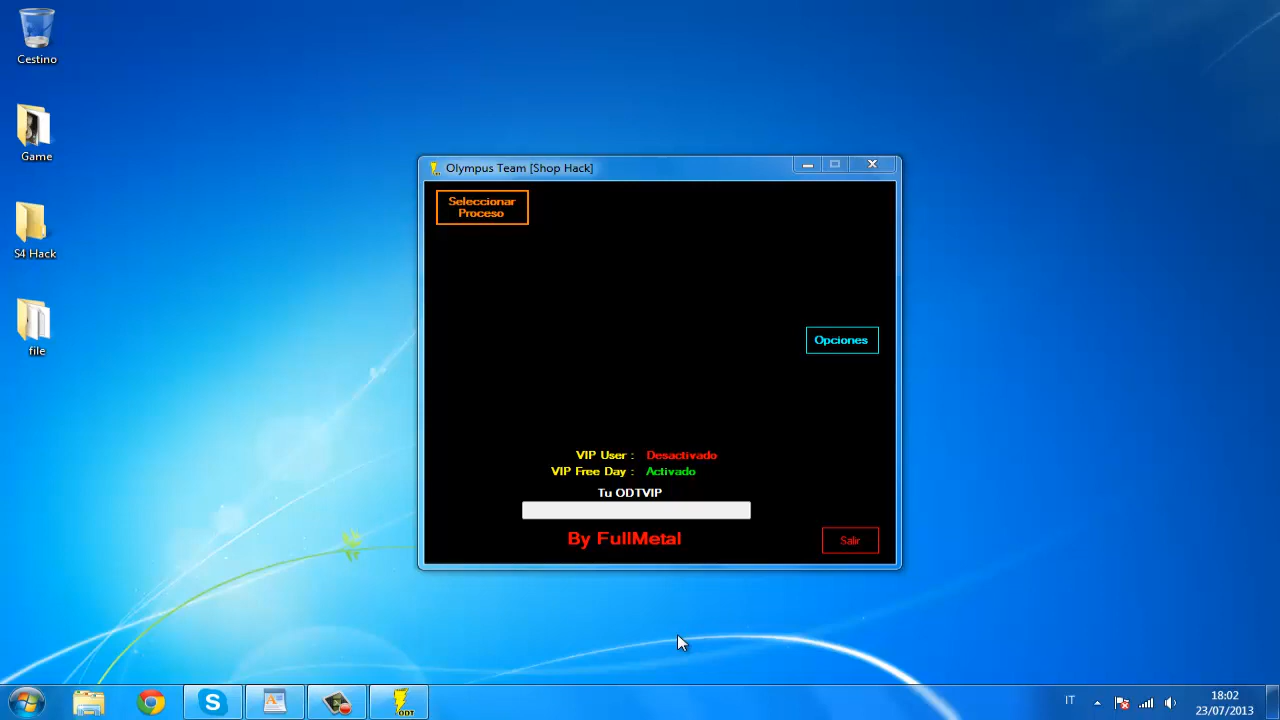 Cestino
Game
S4 Hack
file
Olympus Team [Shop Hack]
Seleccionar
Proceso
Opciones
VIP User : Desactivado
VIP Free Day : Activado
Tu ODTVIP
By FullMetal
Salir
S
A
ODT
IT
18:02
23/07/2013